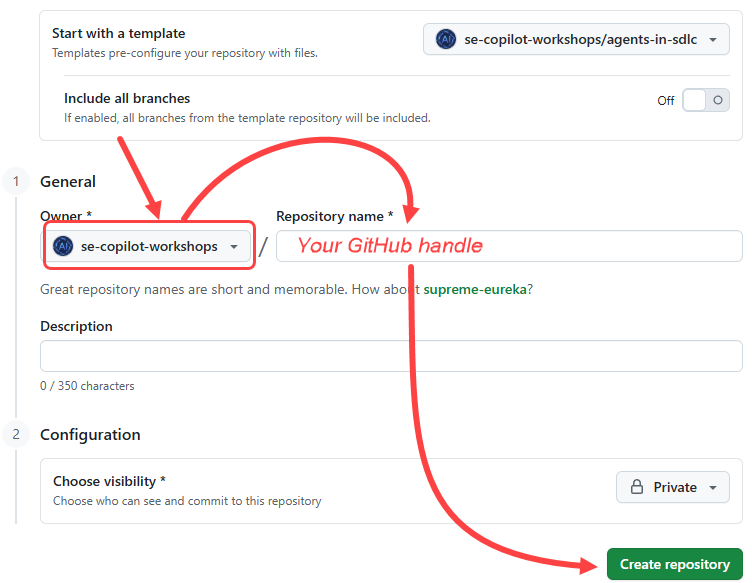 Start with a template
Templates pre-configure your repository with files.
se-copilot-workshops/agents-in-sdlc
Include all branches
If enabled, all branches from the template repository will be included.
Off
1
General
Owner *
Repository name *
AI
se-copilot-workshops
/
Your GitHub handle
Great repository names are short and memorable. How about supreme-eureka?
Description
0 / 350 characters
2
Configuration
Choose visibility *
Choose who can see and commit to this repository
Private
Create repository